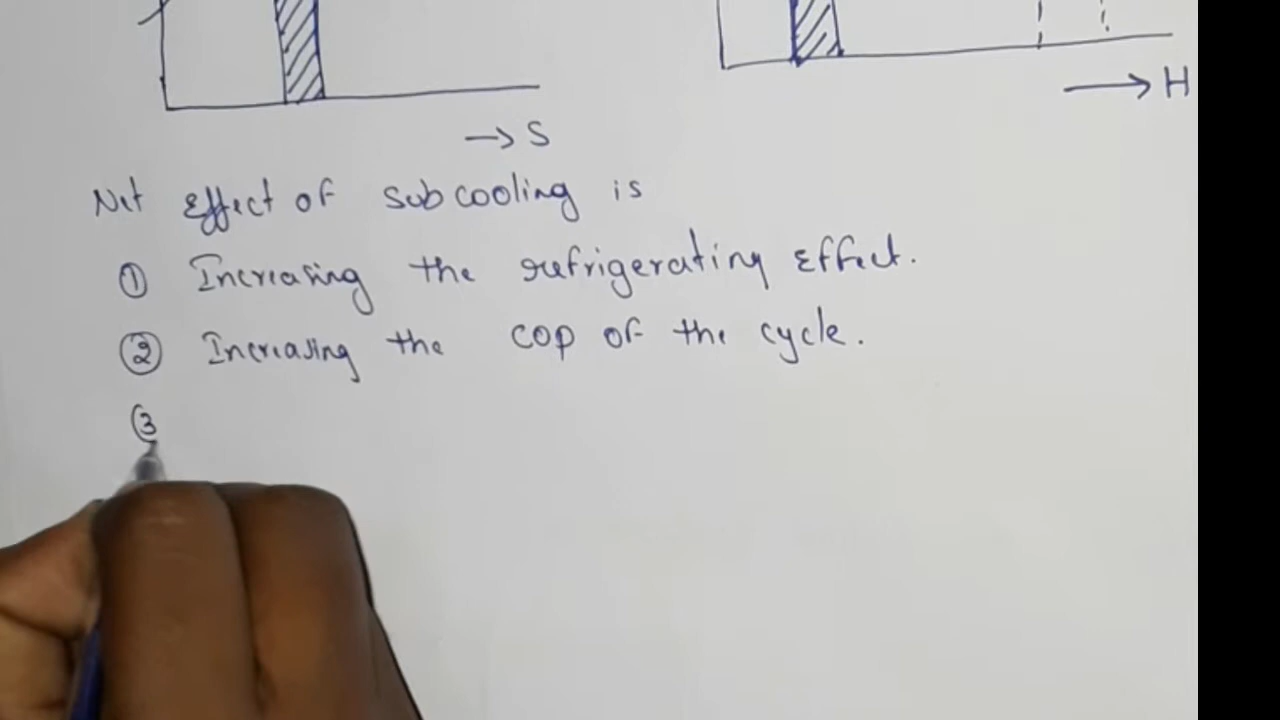 → H
→ S
Net Effect of subcooling is
① Increasing the refrigerating Effect.
② Increasing the COP of the cycle.
③